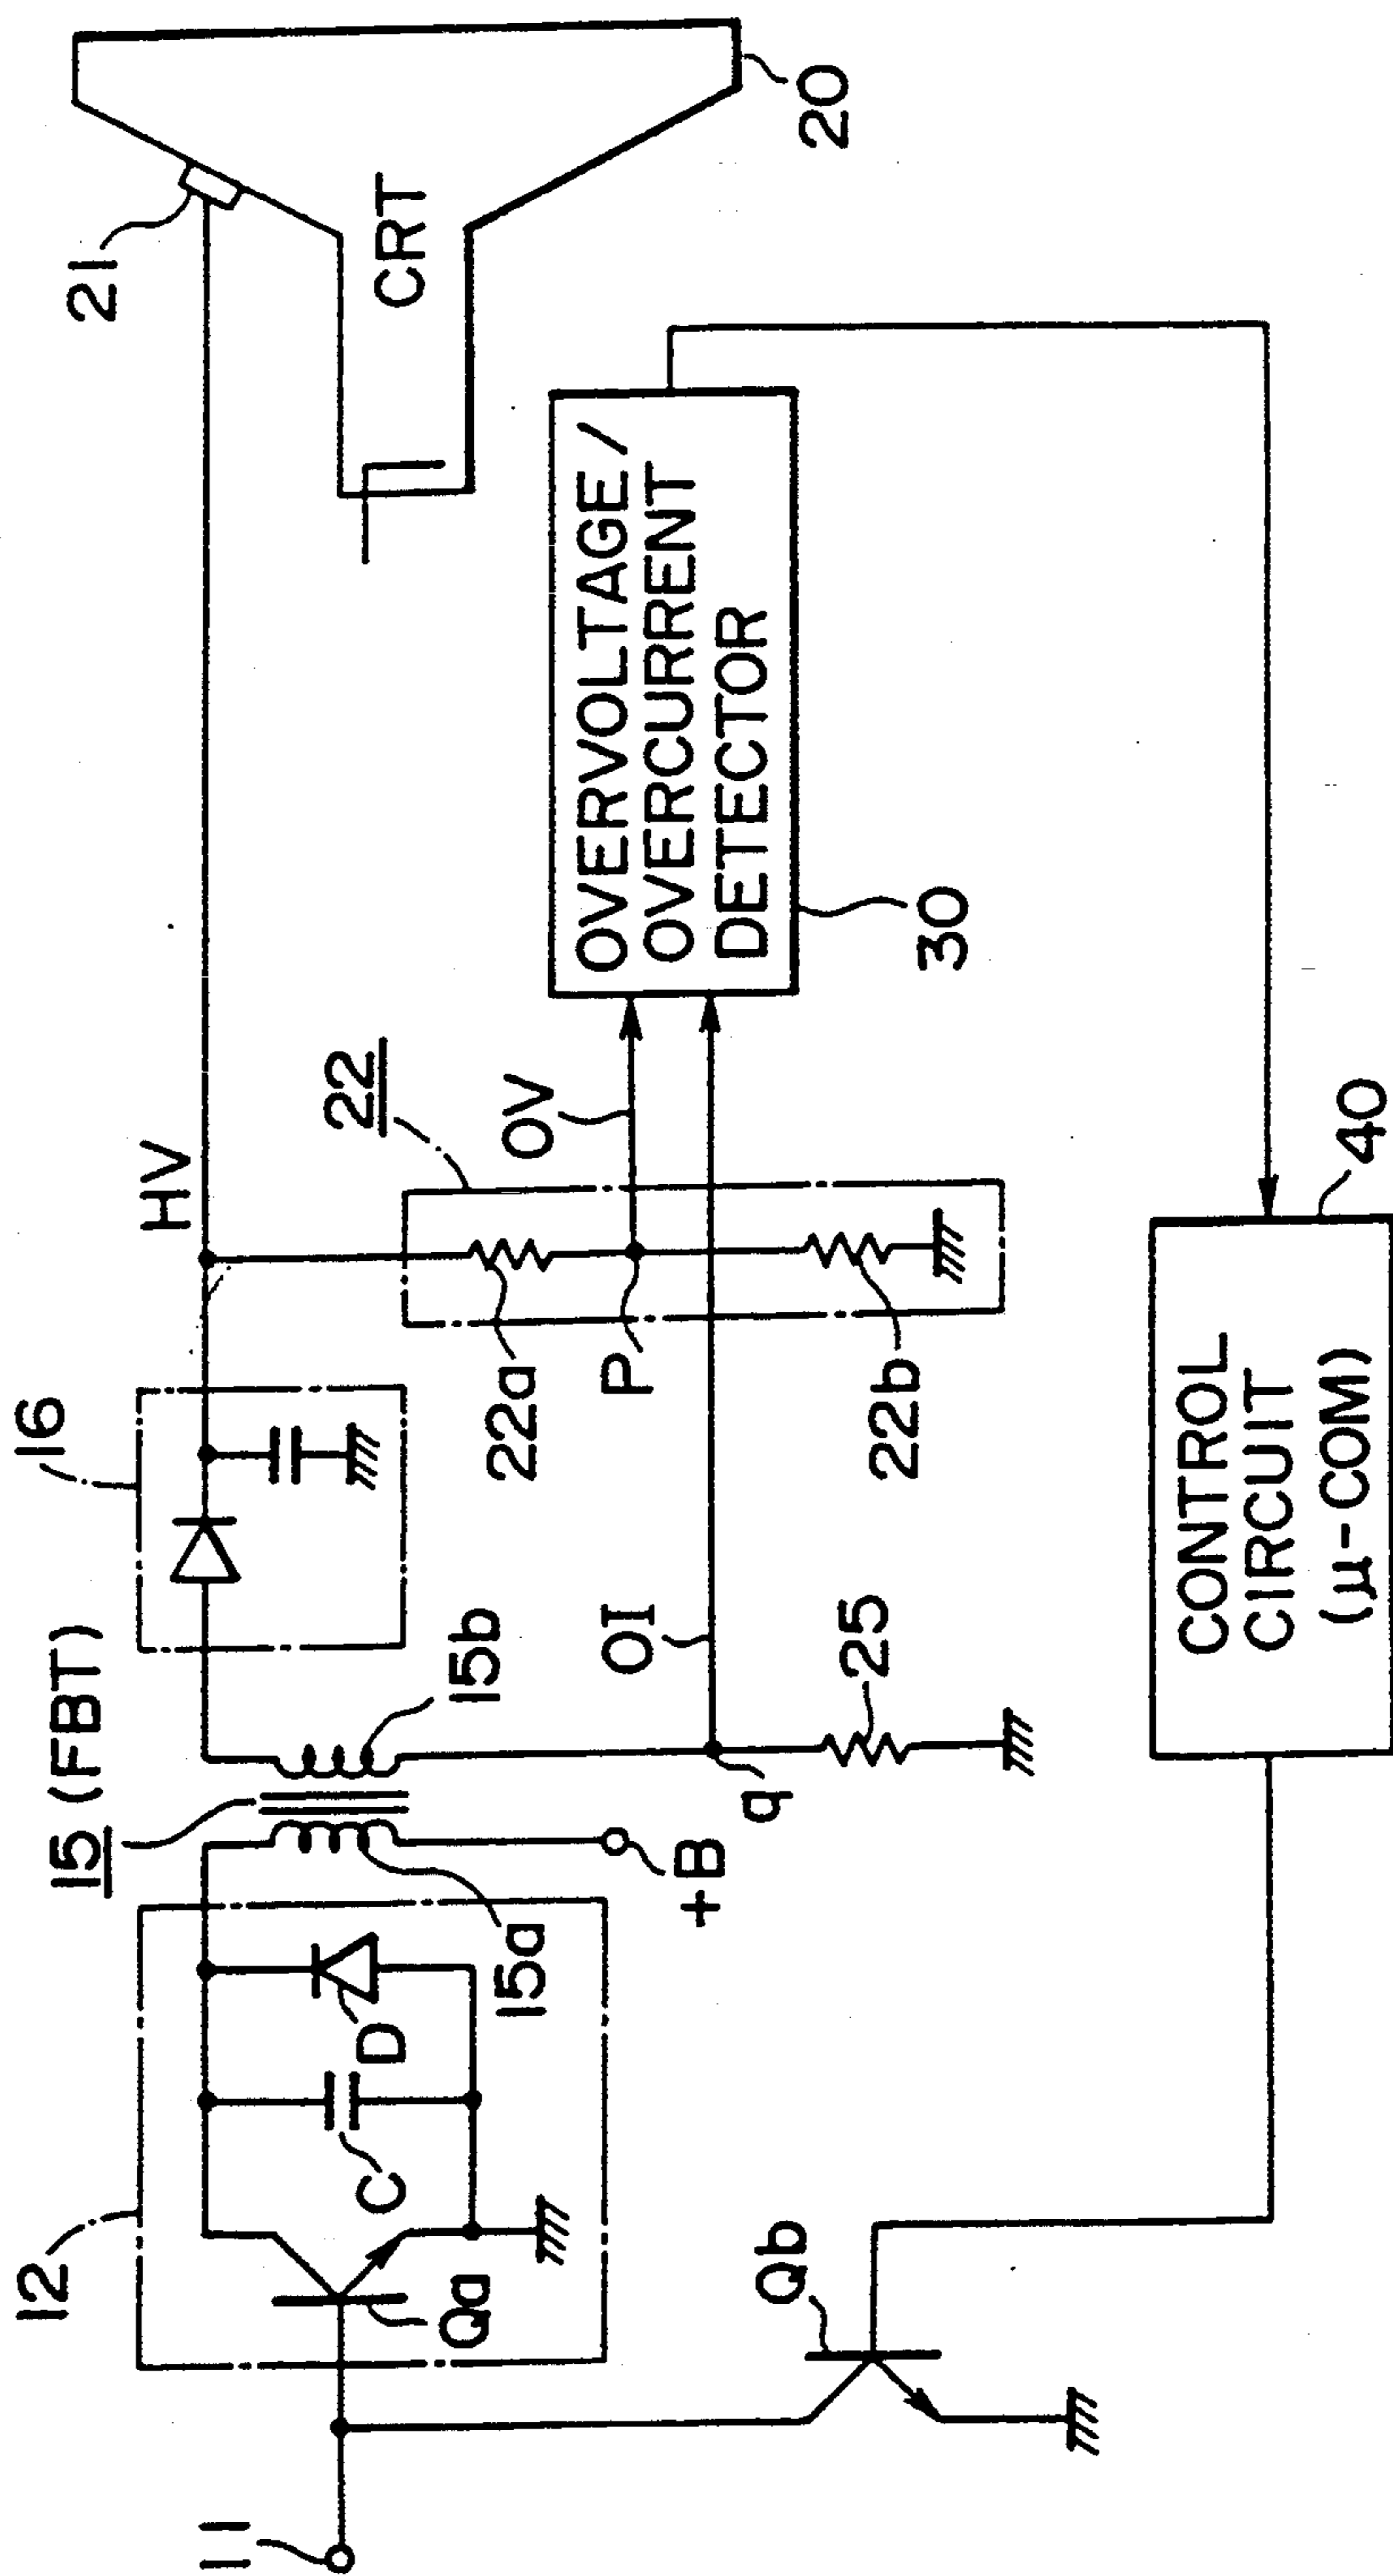 11
12
Qa
C
D
15 (FBT)
15a
15b
+B
16
HV
21
CRT
20
22
22a
P
22b
OV
OI
q
25
OVERVOLTAGE /
OVERCURRENT
DETECTOR
30
Qb
CONTROL
CIRCUIT
(μ-COM)
40